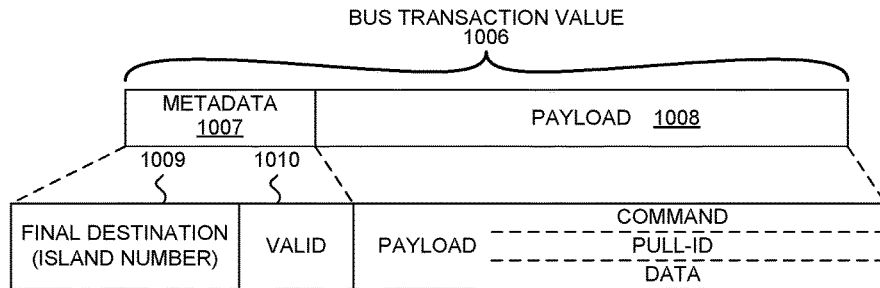 BUS TRANSACTION VALUE
1006
METADATA
1007
PAYLOAD 1008
1009 1010
FINAL DESTINATION
(ISLAND NUMBER)
VALID
PAYLOAD
COMMAND
PULL-ID
DATA